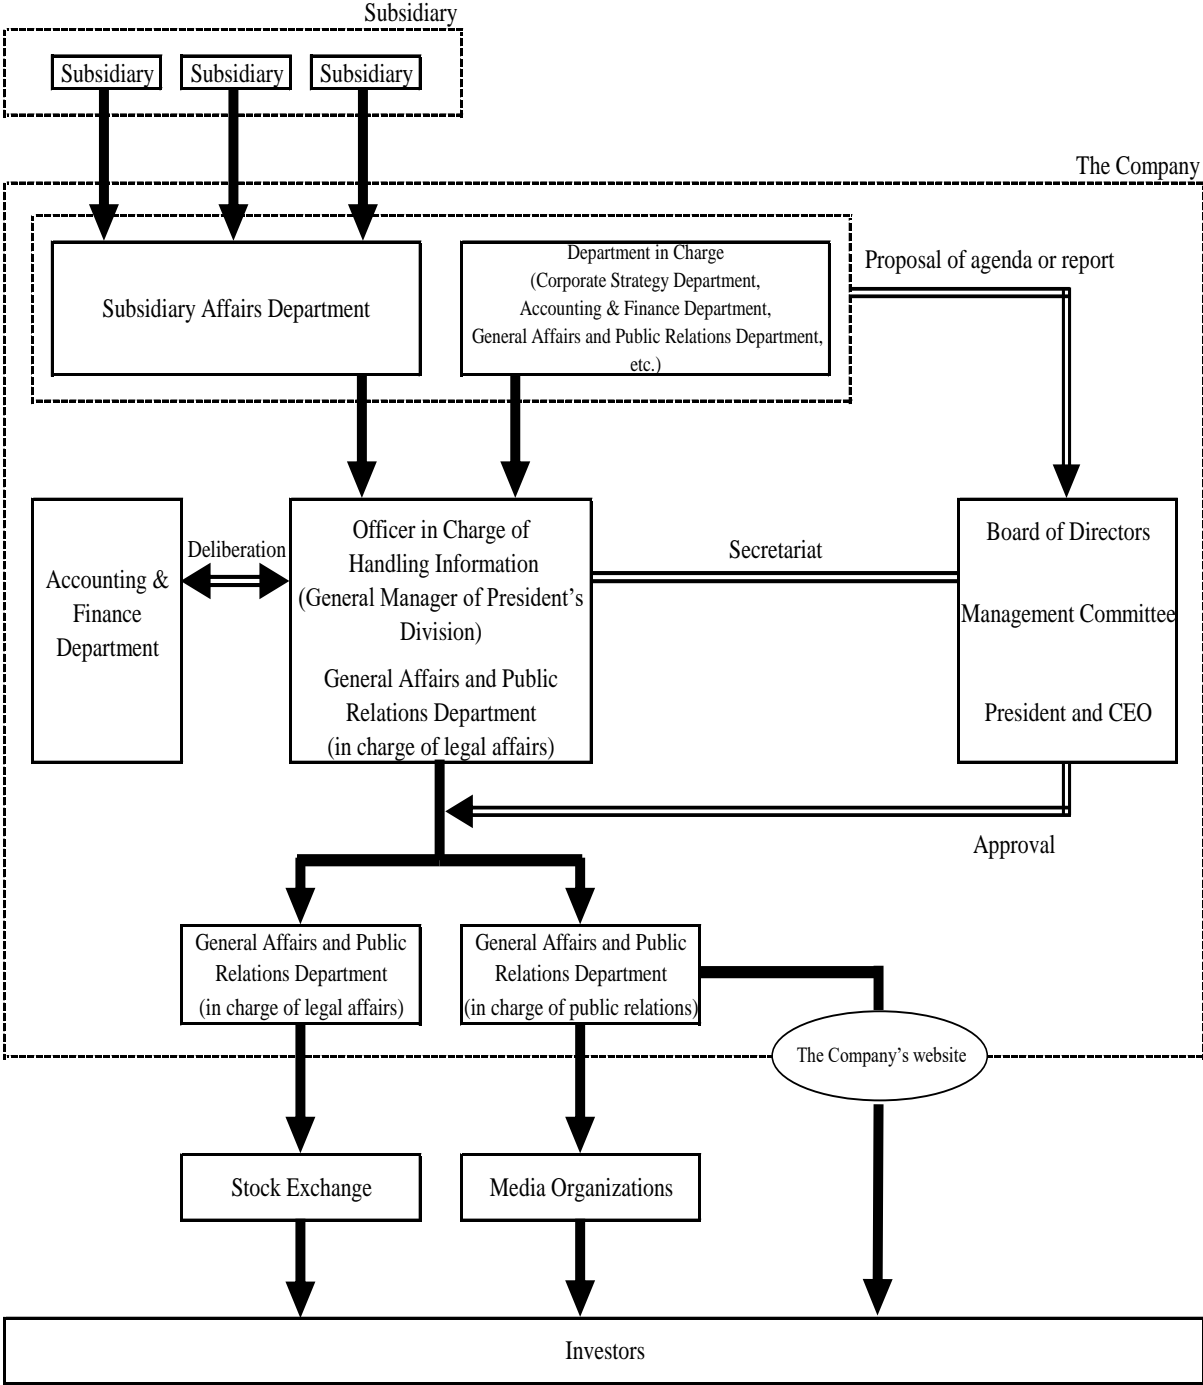 Subsidiary
Subsidiary
Subsidiary
Subsidiary
The Company
Subsidiary Affairs Department
Department in Charge
(Corporate Strategy Department,
Accounting & Finance Department,
General Affairs and Public Relations Department,
etc.)
Proposal of agenda or report
Accounting &
Finance
Department
Deliberation
Officer in Charge of
Handling Information
(General Manager of President’s
Division)
General Affairs and Public
Relations Department
(in charge of legal affairs)
Secretariat
Board of Directors
Management Committee
President and CEO
Approval
General Affairs and Public
Relations Department
(in charge of legal affairs)
General Affairs and Public
Relations Department
(in charge of public relations)
The Company’s website
Stock Exchange
Media Organizations
Investors